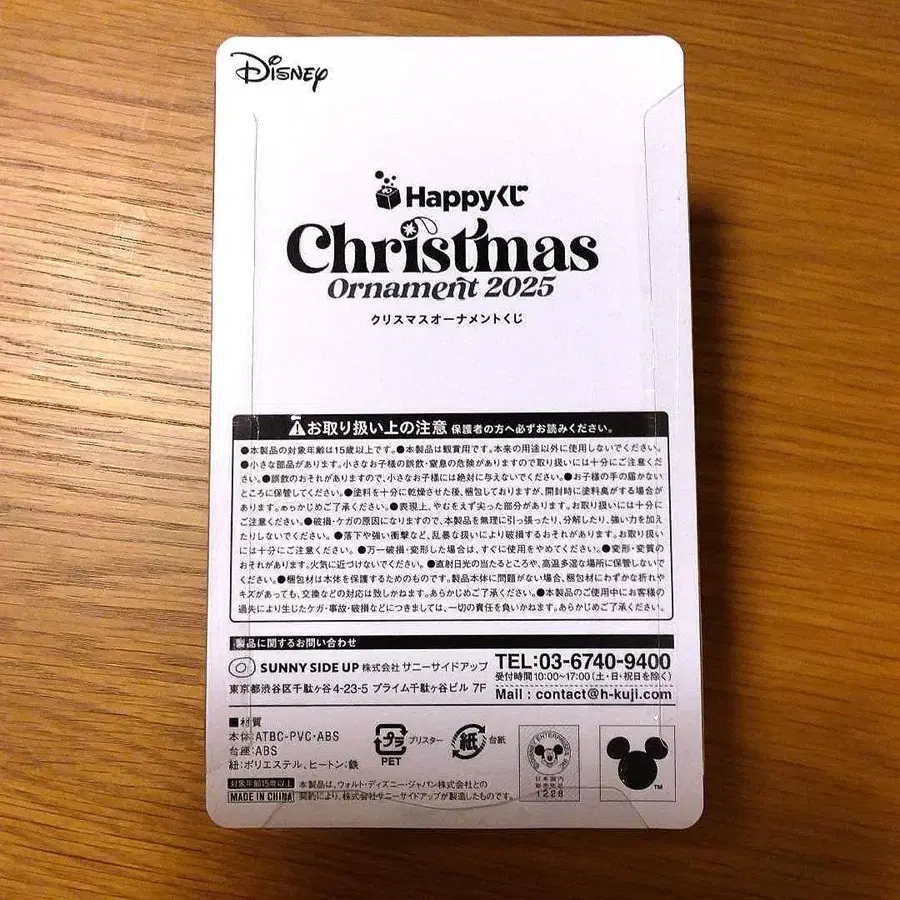 Disney
Happyくじ
Christmas
Ornament 2025
クリスマスオーナメントくじ
お取り扱い上の注意 保護者の方へ必ずお読みください。
●本製品の対象年齢は15歳以上です。●本製品は観賞用です。本来の用途以外に使用しないでください。
●小さな部品があります。小さなお子様の誤飲・窒息の危険がありますので取り扱いには十分にご注意くださ
い。●誤飲のおそれがありますので、小さなお子様には絶対に与えないでください。●お子様の手の届かない
ところに保管してください。●塗料を十分に乾燥させた後、梱包しておりますが、開封時に塗料臭がする場合が
あります。あらかじめご了承ください。●表現上、やむをえず尖った部分があります。お取り扱いには十分に
ご注意ください。●破損・ケガの原因になりますので、本製品を無理に引っ張ったり、分解したり、強い力を加え
たりしないでください。●落下や強い衝撃など、乱暴な扱いにより破損するおそれがあります。お取り扱い
には十分にご注意ください。●万一破損・変形した場合は、すぐに使用をやめてください。●変形・変質の
おそれがあります。火気に近づけないでください。●直射日光の当たるところや、高温多湿な場所に保管しないで
ください。●梱包材は本体を保護するためのものです。製品本体に問題がない場合、梱包材にわずかな折れや
キズがあっても、交換などの対応は致しかねます。あらかじめご了承ください。●本製品のご使用中にお客様の
過失により生じたケガ・事故・破損などにつきましては、一切の責任を負いかねます。あらかじめご了承ください。
製品に関するお問い合わせ
SUNNY SIDE UP 株式会社 サニーサイドアップ
東京都渋谷区千駄ヶ谷4-23-5 プライム千駄ヶ谷ビル 7F
TEL:03-6740-9400
受付時間10:00~17:00(土・日・祝日を除く)
Mail : contact@h-kuji.com
■材質
本体:ATBC-PVC・ABS
台座:ABS
紐:ポリエステル、ヒートン:鉄
プラ
PET
ブリスター
紙
台紙
日本国内
1228
TM
対象年齢15歳以上
MADE IN CHINA
本製品は、ウォルト・ディズニー・ジャパン株式会社との
契約により、株式会社サニーサイドアップが製造したものです。